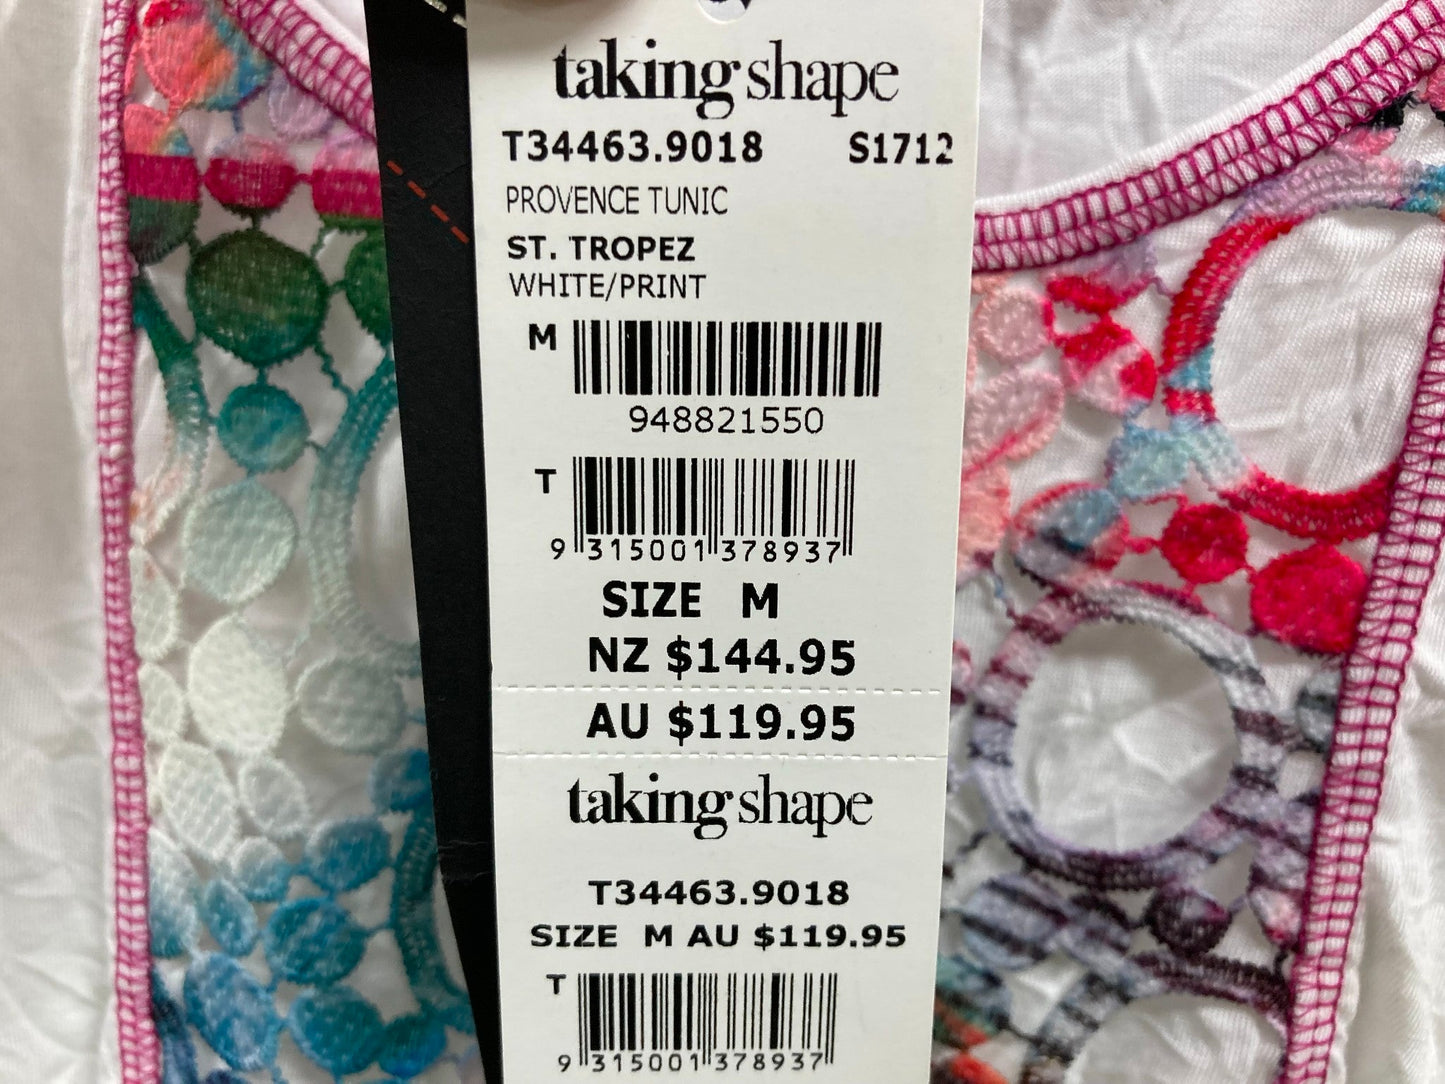 taking shape
T34463.9018 S1712
PROVENCE TUNIC
ST. TROPEZ
WHITE/PRINT
M
948821550
T
9 315001 378937
SIZE M
NZ $144.95
AU $119.95
taking shape
T34463.9018
SIZE M AU $119.95
T
9 315001 378937